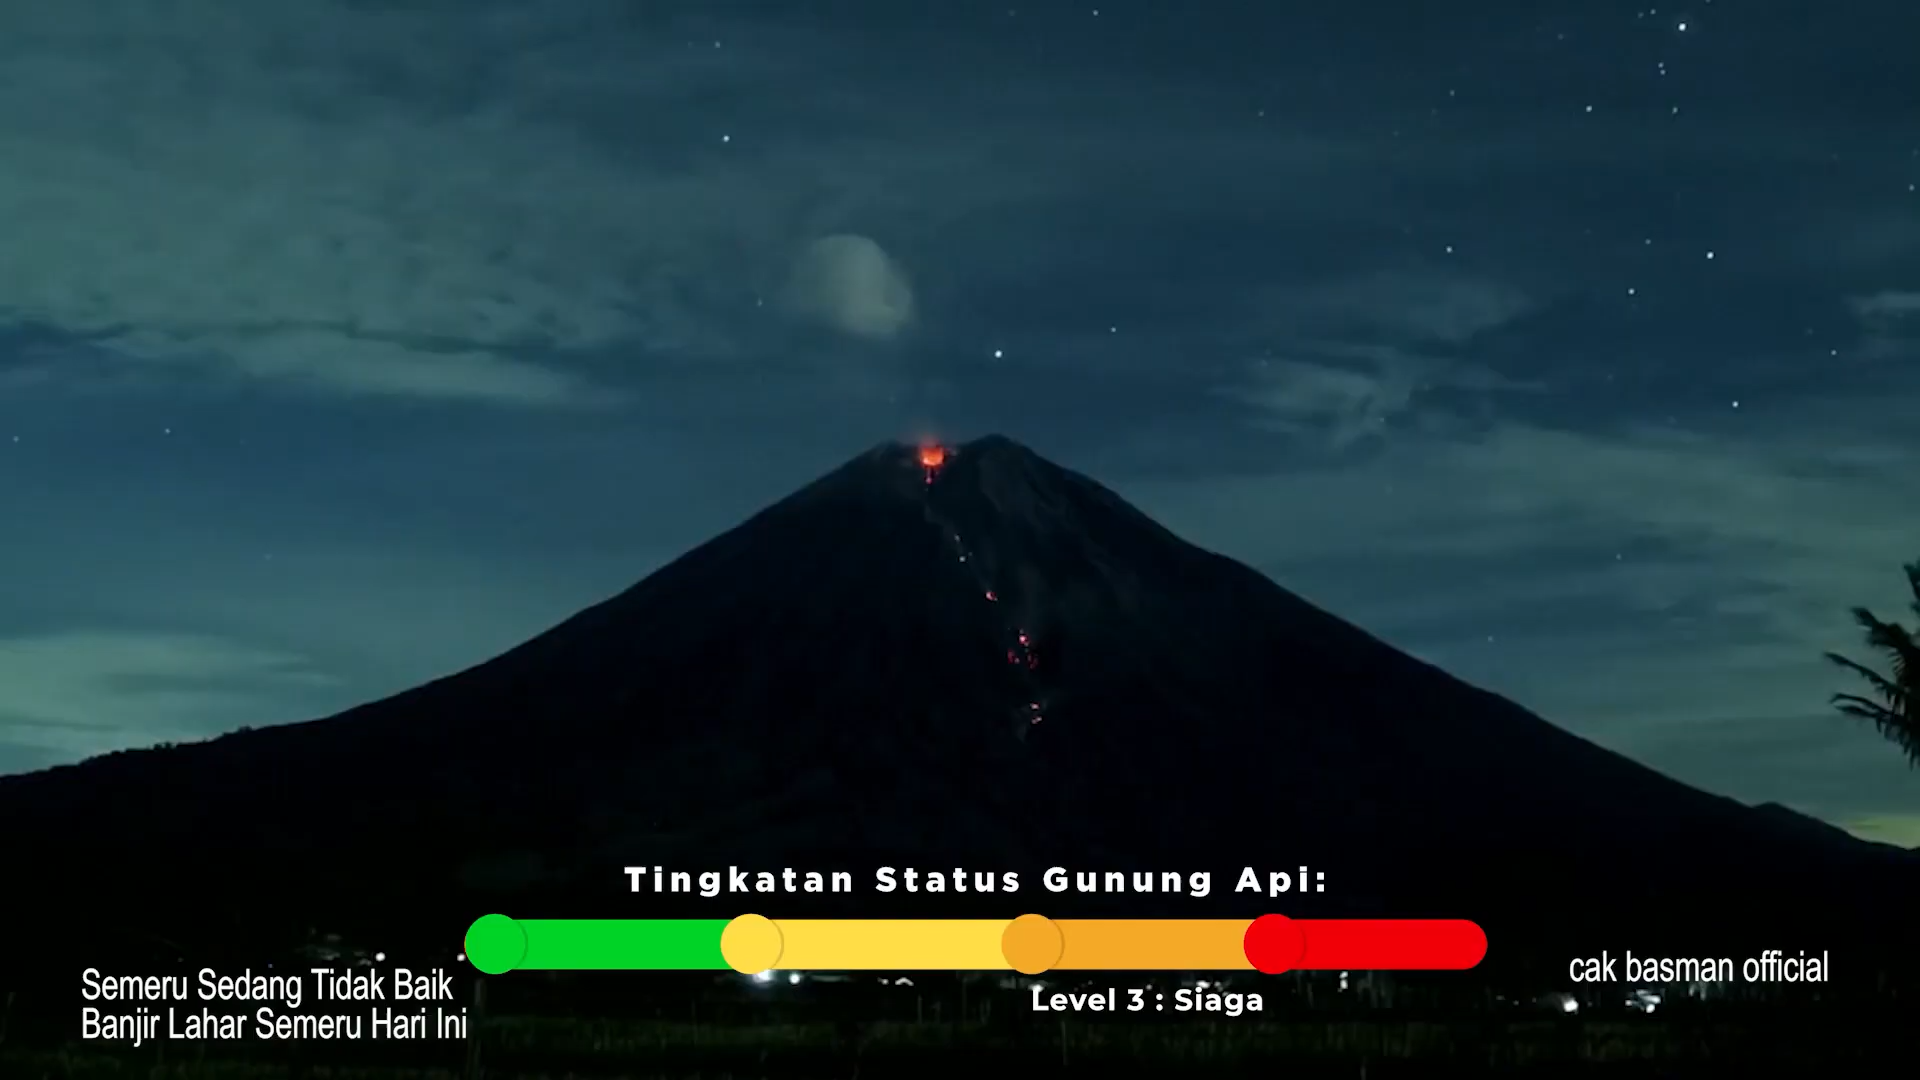 Tingkatan Status Gunung Api:
Level 3 : Siaga
Semeru Sedang Tidak Baik
Banjir Lahar Semeru Hari Ini
cak basman official